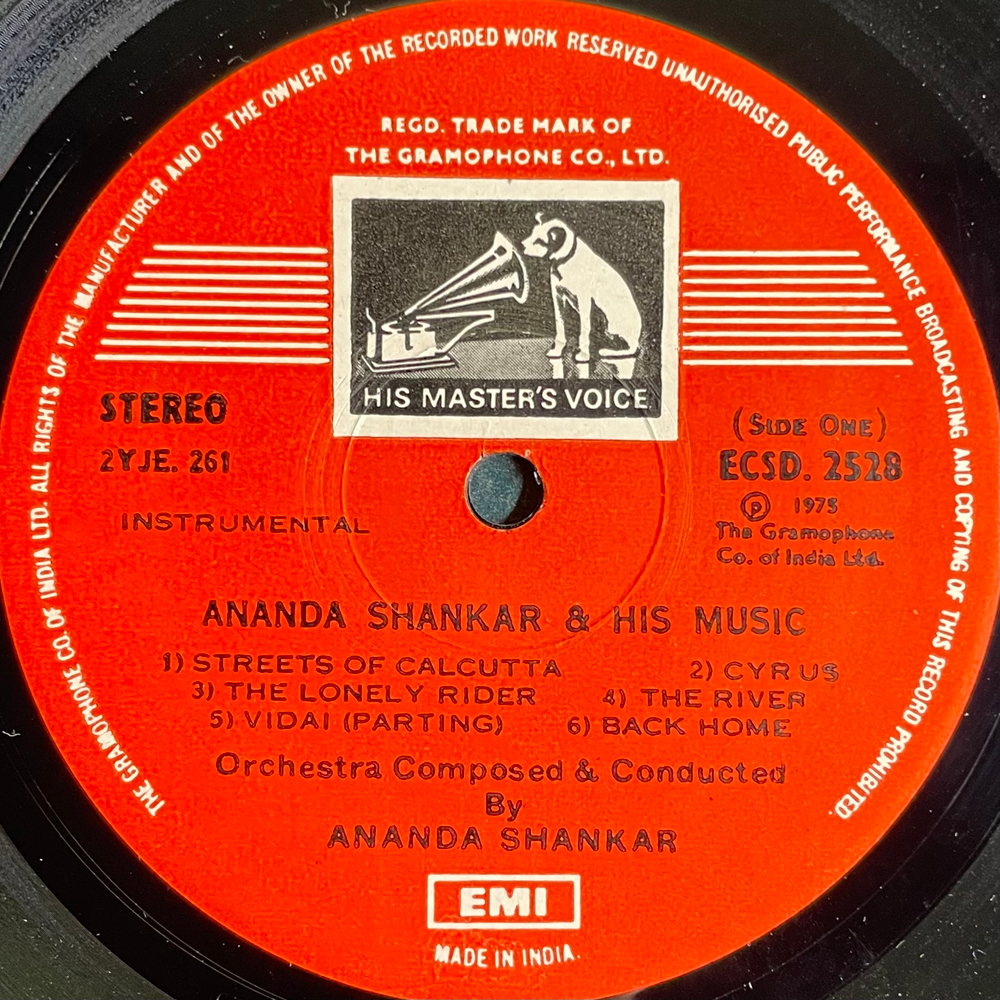 THE GRAMOPHONE CO. OF INDIA LTD. ALL RIGHTS OF THE MANUFACTURER AND OF THE OWNER OF THE RECORDED WORK RESERVED UNAUTHORISED PUBLIC PERFORMANCE BROADCASTING AND COPYING OF THIS RECORD PROHIBITED.
REGD. TRADE MARK OF
THE GRAMOPHONE CO., LTD.
HIS MASTER'S VOICE
STEREO
2YJE. 261
INSTRUMENTAL
(SIDE ONE)
ECSD. 2528
℗ 1975
The Gramophone
Co. of India Ltd.
ANANDA SHANKAR & HIS MUSIC
1) STREETS OF CALCUTTA 2) CYRUS
3) THE LONELY RIDER 4) THE RIVER
5) VIDAI (PARTING) 6) BACK HOME
Orchestra Composed & Conducted
By
ANANDA SHANKAR
EMI
MADE IN INDIA.